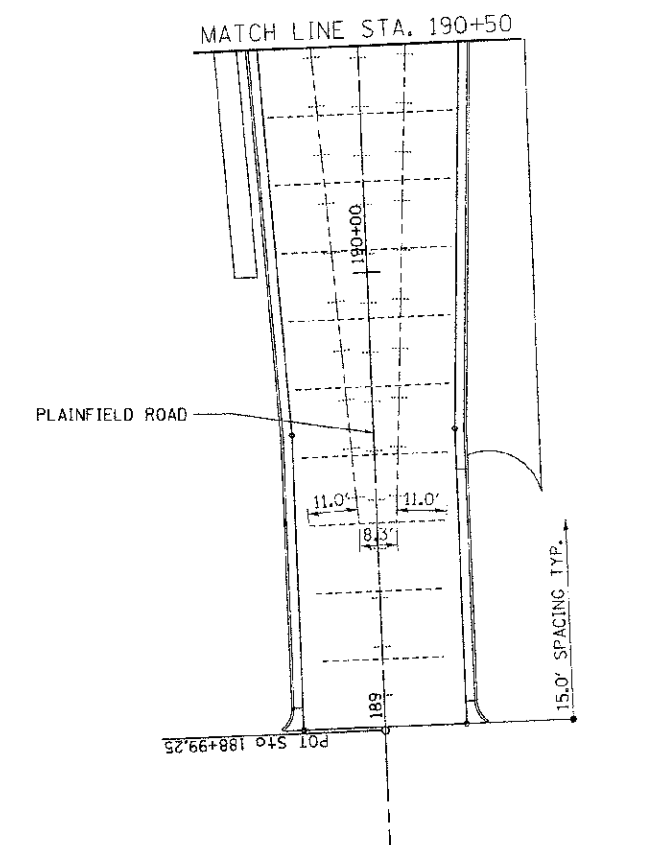 MATCH LINE STA. 190+50
190+00
PLAINFIELD ROAD
11.0' 11.0'
8.3'
15.0' SPACING TYP.
189
POT Sta 188+99.25